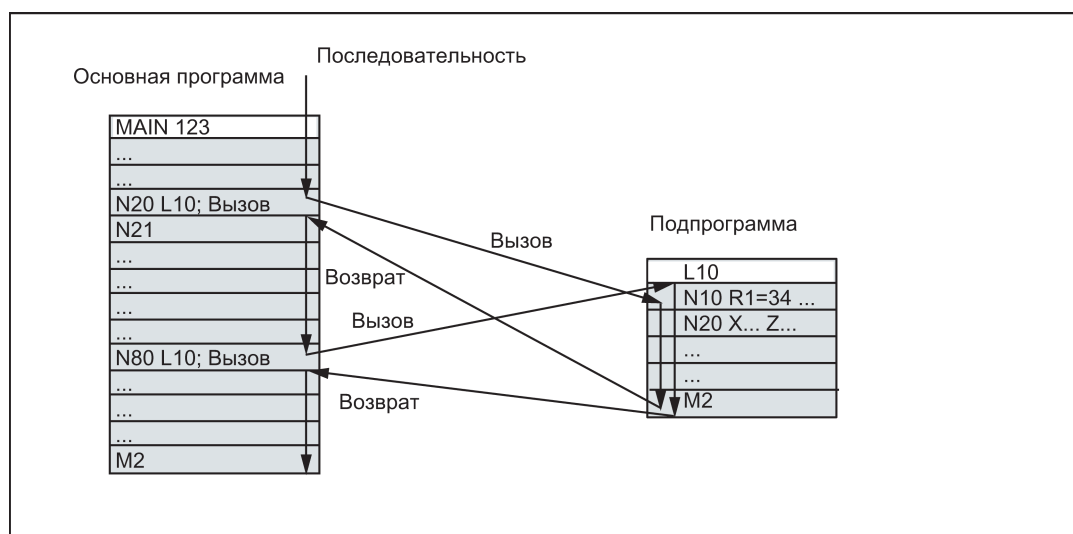 Последовательность
Основная программа
MAIN 123
...
...
N20 L10; Вызов
N21
...
...
...
...
N80 L10; Вызов
...
...
...
M2
Вызов
Возврат
Вызов
Возврат
Подпрограмма
L10
N10 R1=34 ...
N20 X... Z...
...
...
M2